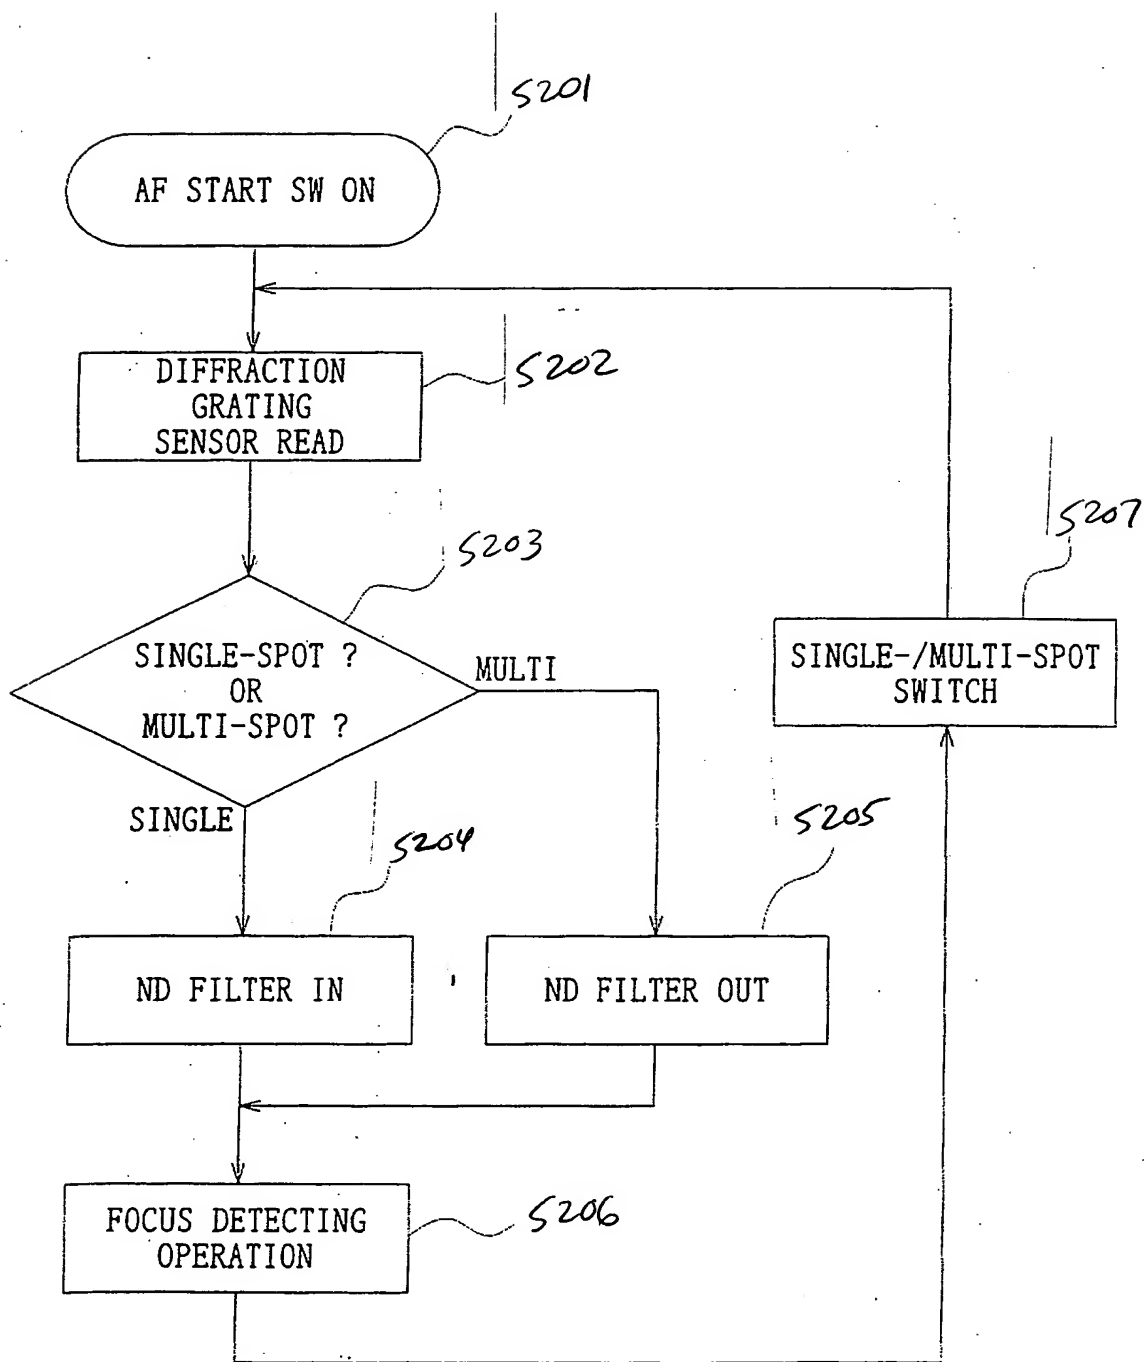 S201
AF START SW ON
S202
DIFFRACTION
GRATING
SENSOR READ
S203
SINGLE-SPOT ?
OR
MULTI-SPOT ?
MULTI
SINGLE
S207
SINGLE-/MULTI-SPOT
SWITCH
S204
ND FILTER IN
S205
ND FILTER OUT
S206
FOCUS DETECTING
OPERATION